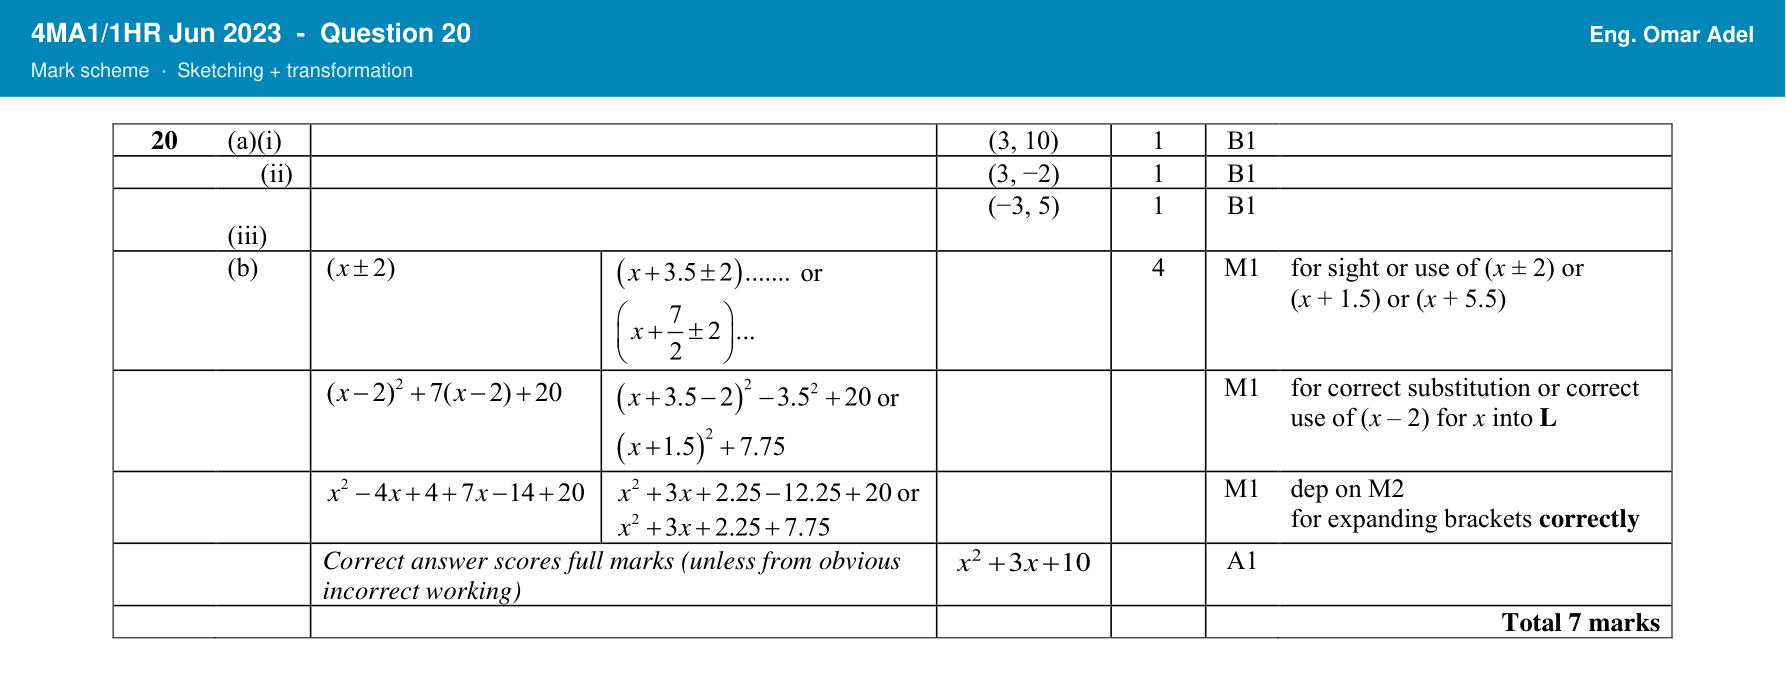 4MA1/1HR Jun 2023 - Question 20
Eng. Omar Adel
Mark scheme · Sketching + transformation
20 (a)(i) (3, 10) 1 B1
(ii) (3, −2) 1 B1
(−3, 5) 1 B1
(iii)
(b) (x ± 2) (x + 3.5 ± 2)....... or 4 M1 for sight or use of (x ± 2) or
(x + 1.5) or (x + 5.5)
(x + 7/2 ± 2)...
(x − 2)² + 7(x − 2) + 20 (x + 3.5 − 2)² − 3.5² + 20 or M1 for correct substitution or correct
use of (x – 2) for x into L
(x + 1.5)² + 7.75
x² − 4x + 4 + 7x − 14 + 20 x² + 3x + 2.25 − 12.25 + 20 or M1 dep on M2
x² + 3x + 2.25 + 7.75 for expanding brackets correctly
Correct answer scores full marks (unless from obvious x² + 3x + 10 A1
incorrect working)
Total 7 marks